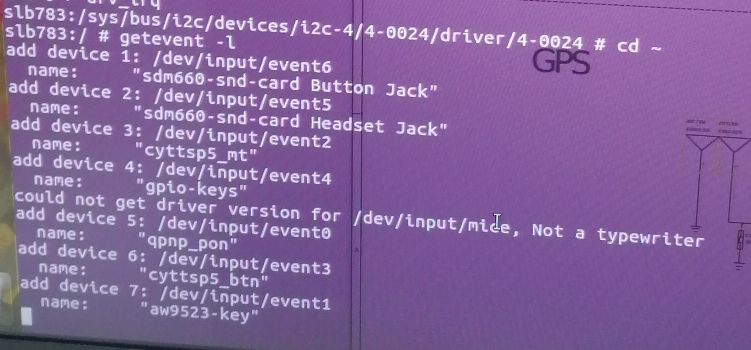 slb783:/sys/bus/i2c/devices/i2c-4/4-0024/driver/4-0024 # cd ~
slb783:/ # getevent -l
add device 1: /dev/input/event6
name: "sdm660-snd-card Button Jack"
add device 2: /dev/input/event5
name: "sdm660-snd-card Headset Jack"
add device 3: /dev/input/event2
name: "cyttsp5_mt"
add device 4: /dev/input/event4
name: "gpio-keys"
could not get driver version for /dev/input/mice, Not a typewriter
add device 5: /dev/input/event0
name: "qpnp_pon"
add device 6: /dev/input/event3
name: "cyttsp5_btn"
add device 7: /dev/input/event1
name: "aw9523-key"
GPS